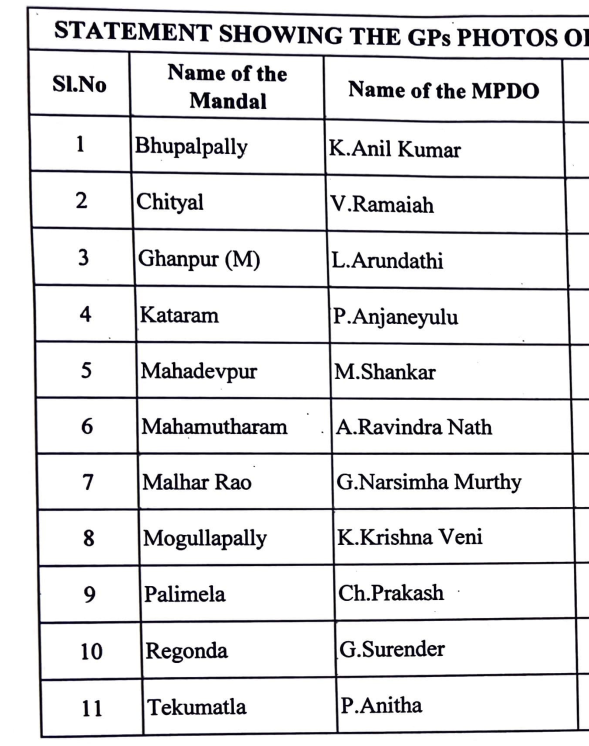 STATEMENT SHOWING THE GPs PHOTOS OF
Sl.No Name of the Mandal Name of the MPDO
1 Bhupalpally K.Anil Kumar
2 Chityal V.Ramaiah
3 Ghanpur (M) L.Arundathi
4 Kataram P.Anjaneyulu
5 Mahadevpur M.Shankar
6 Mahamutharam A.Ravindra Nath
7 Malhar Rao G.Narsimha Murthy
8 Mogullapally K.Krishna Veni
9 Palimela Ch.Prakash
10 Regonda G.Surender
11 Tekumatla P.Anitha